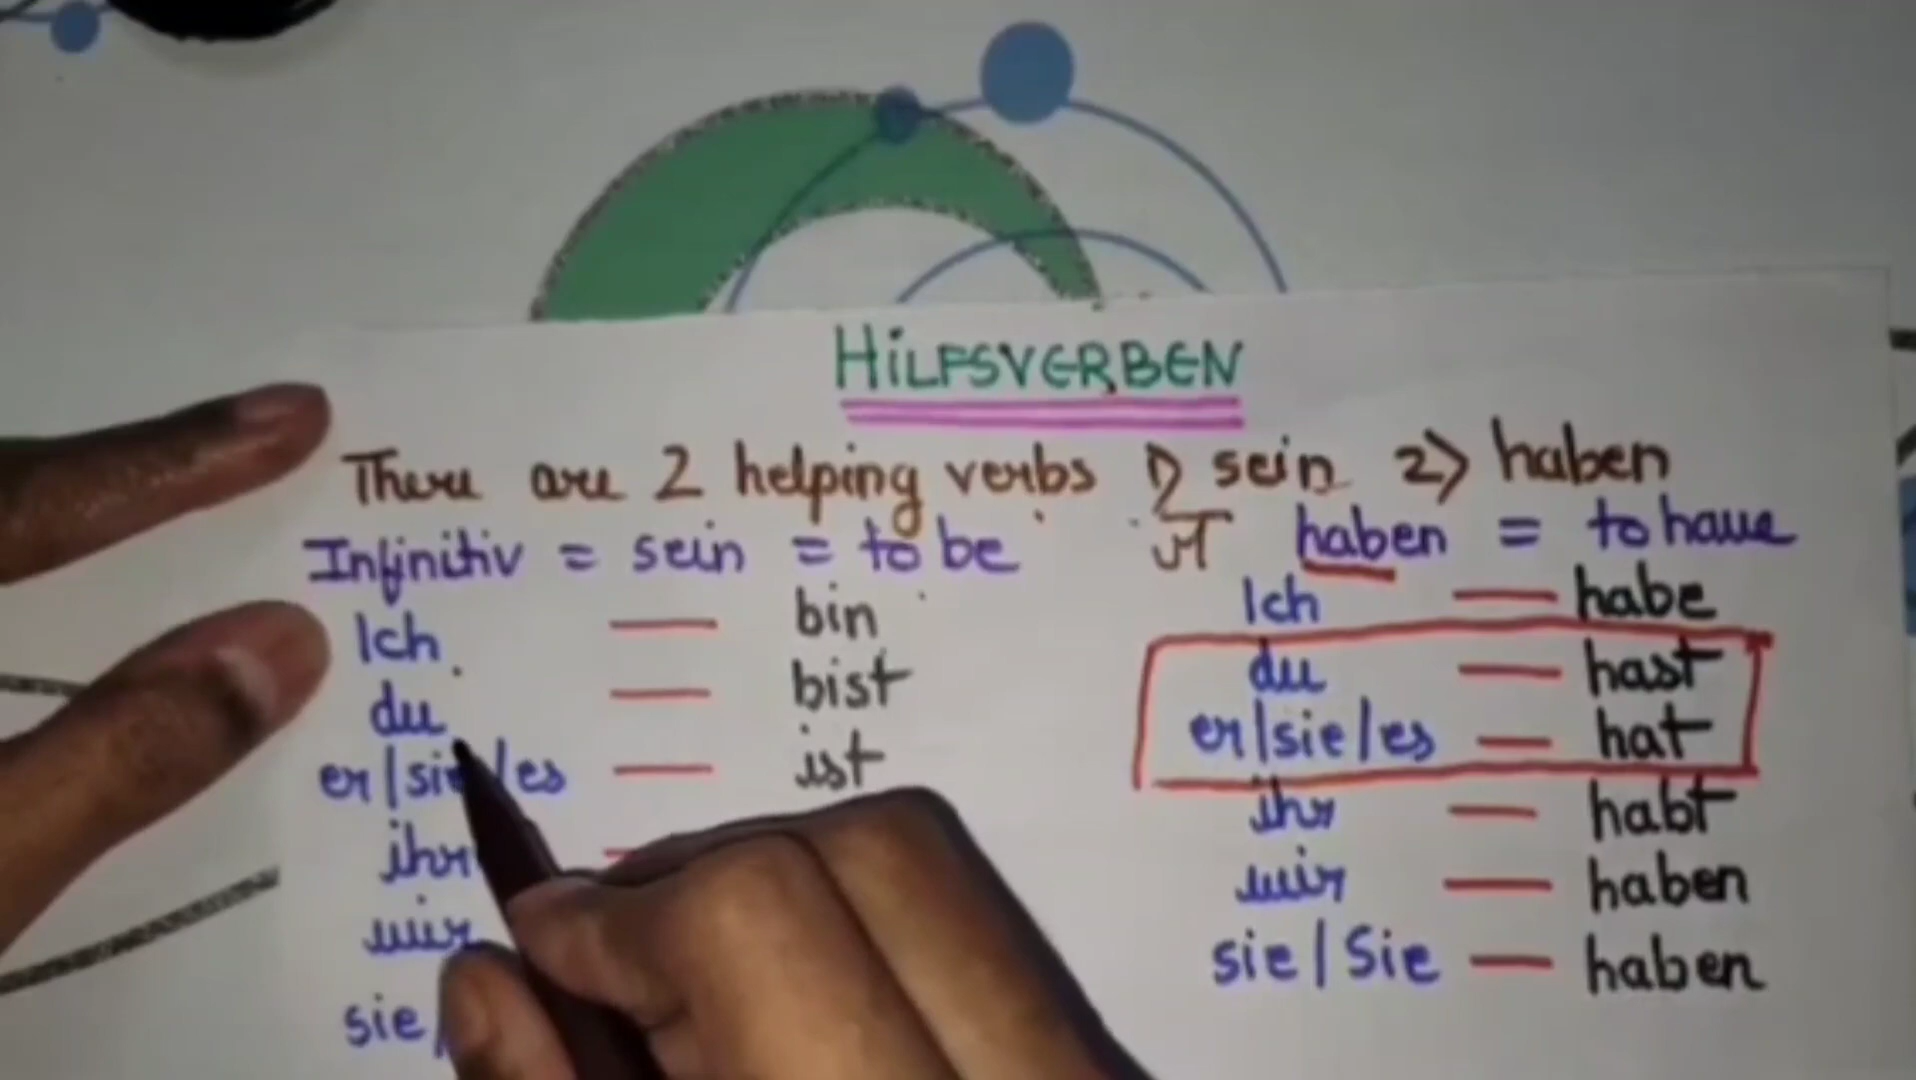 HiLFSVERBEN
There are 2 helping verbs 1) sein 2) haben
Infinitiv = sein = to be
Ich — bin
du — bist
er|sie|es — ist
ihr —
wir
sie/
haben = to have
Ich — habe
du — hast
er|sie|es — hat
ihr — habt
wir — haben
sie|Sie — haben